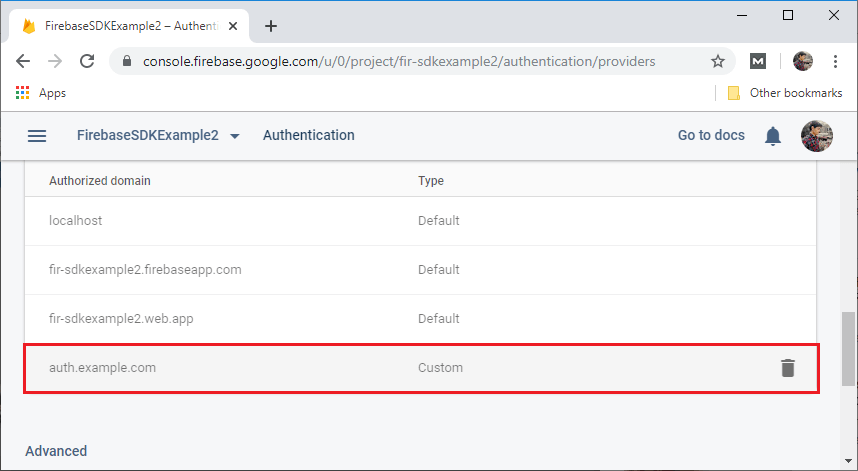 FirebaseSDKExample2 – Authenti
console.firebase.google.com/u/0/project/fir-sdkexample2/authentication/providers
M
Apps
Other bookmarks
FirebaseSDKExample2 Authentication Go to docs
Authorized domain Type
localhost Default
fir-sdkexample2.firebaseapp.com Default
fir-sdkexample2.web.app Default
auth.example.com Custom
Advanced